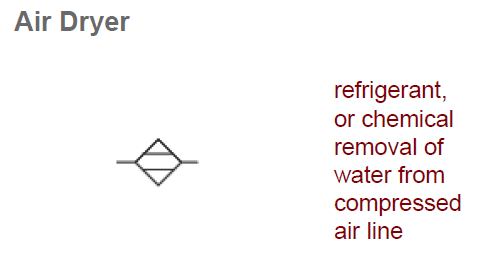 Air Dryer
refrigerant,
or chemical
removal of
water from
compressed
air line